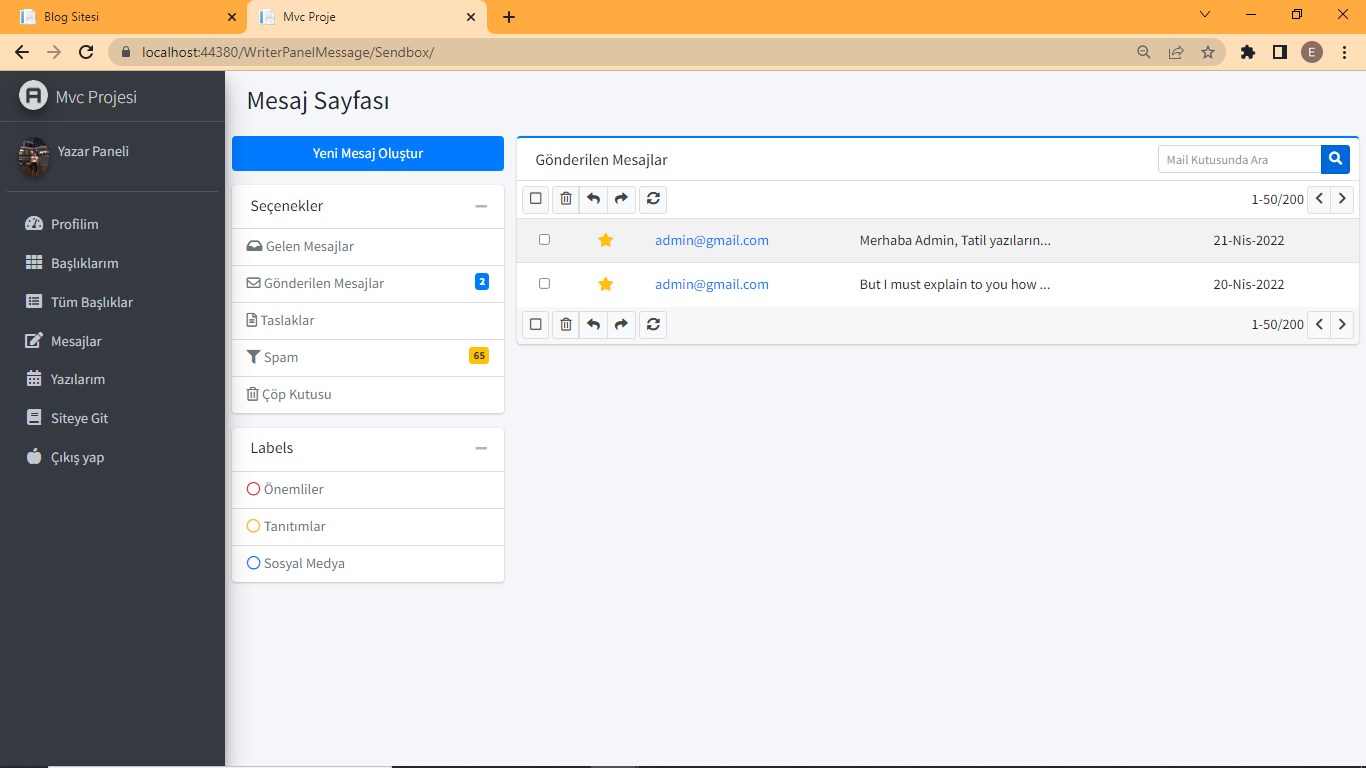 Blog Sitesi
Mvc Proje
localhost:44380/WriterPanelMessage/Sendbox/
E
Mvc Projesi
Yazar Paneli
Profilim
Başlıklarım
Tüm Başlıklar
Mesajlar
Yazılarım
Siteye Git
Çıkış yap
Mesaj Sayfası
Yeni Mesaj Oluştur
Seçenekler
Gelen Mesajlar
Gönderilen Mesajlar 2
Taslaklar
Spam 65
Çöp Kutusu
Labels
Önemliler
Tanıtımlar
Sosyal Medya
Gönderilen Mesajlar
Mail Kutusunda Ara
1-50/200
admin@gmail.com Merhaba Admin, Tatil yazıların... 21-Nis-2022
admin@gmail.com But I must explain to you how ... 20-Nis-2022
1-50/200